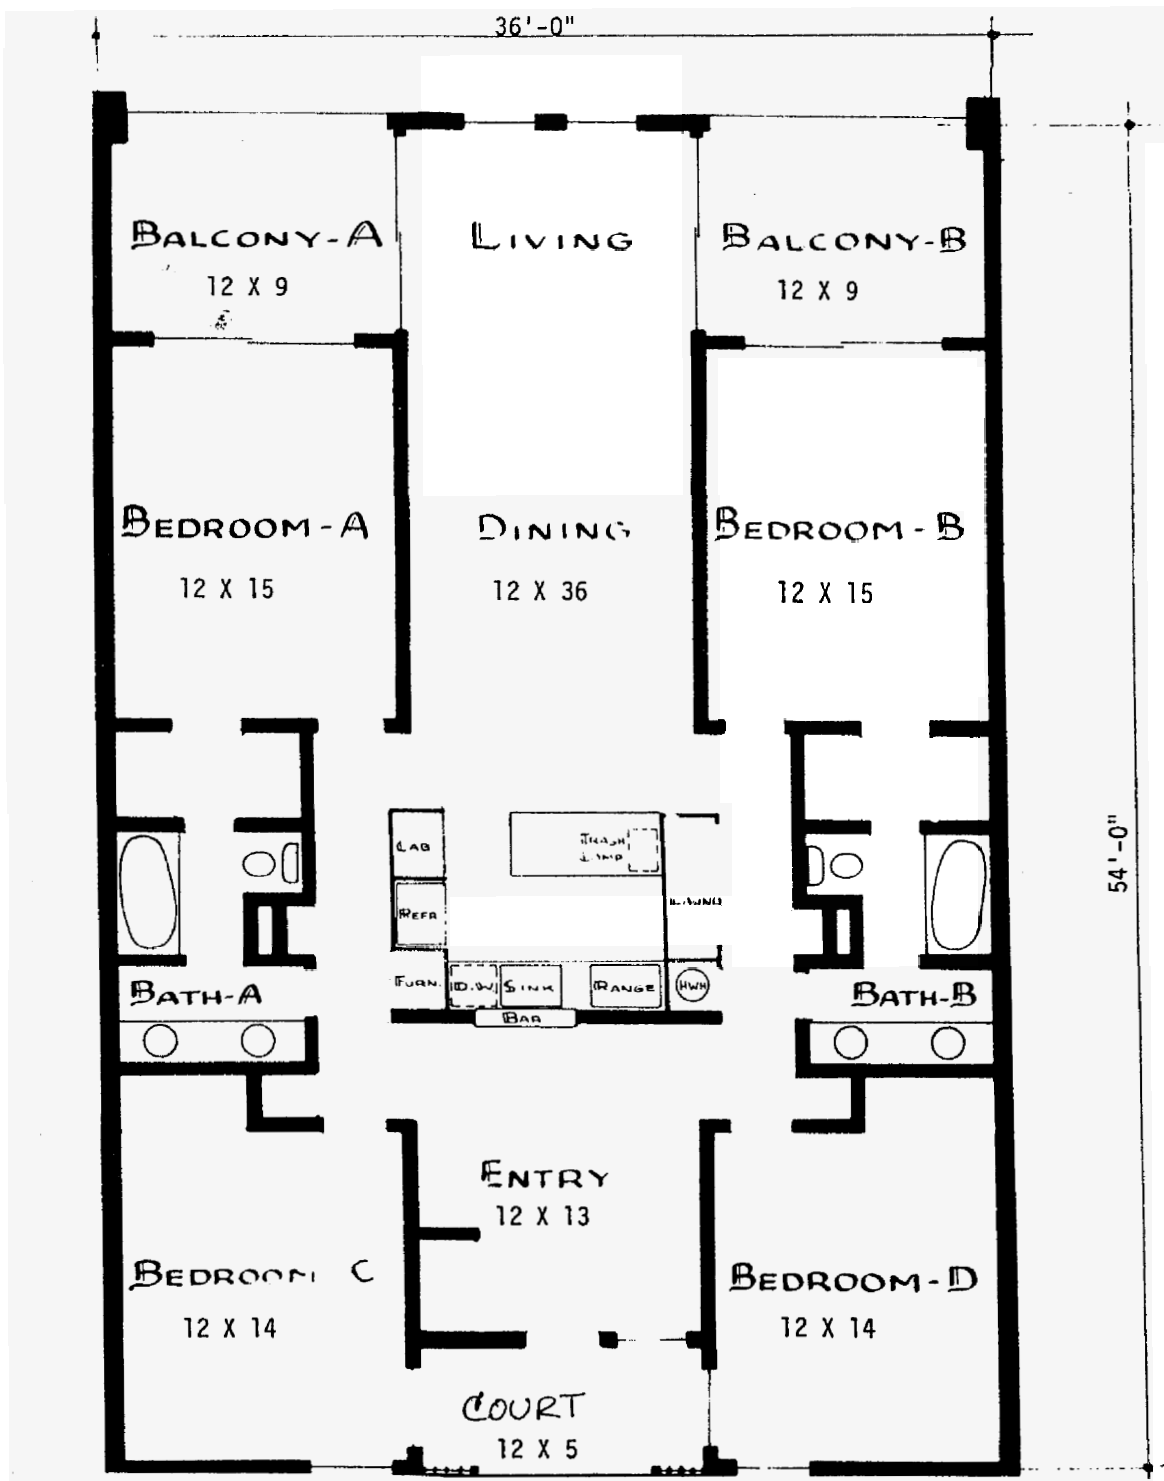 36'-0"
BALCONY-A
LIVING
BALCONY-B
12 X 9
12 X 9
BEDROOM-A
DINING
BEDROOM-B
12 X 15
12 X 36
12 X 15
TRASH
REFR
54'-0"
FURN.
D.W.
SINK
RANGE
HWH
BATH-A
BATH-B
BAR
ENTRY
12 X 13
BEDROOM C
BEDROOM-D
12 X 14
12 X 14
COURT
12 X 5